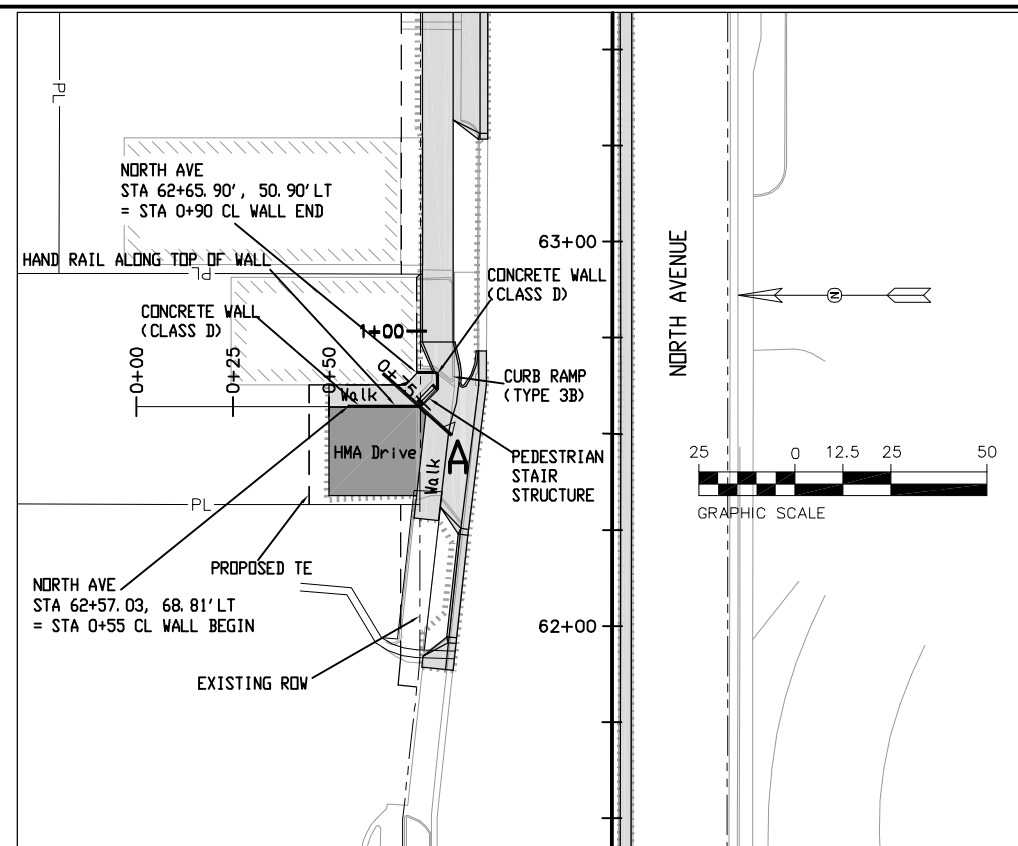 PL
NORTH AVE
STA 62+65.90', 50.90' LT
= STA 0+90 CL WALL END
HAND RAIL ALONG TOP OF WALL
PL
CONCRETE WALL
(CLASS D)
CONCRETE WALL
(CLASS D)
63+00
NORTH AVENUE
N
1+00
0+00
0+25
0+50
0+75
Walk
CURB RAMP
(TYPE 3B)
HMA Drive
Walk
A
PEDESTRIAN
STAIR
STRUCTURE
25 0 12.5 25 50
GRAPHIC SCALE
PL
PROPOSED TE
NORTH AVE
STA 62+57.03, 68.81' LT
= STA 0+55 CL WALL BEGIN
62+00
EXISTING ROW